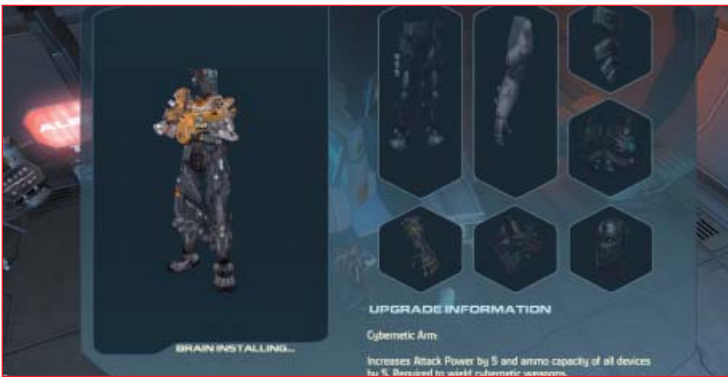 UPGRADE INFORMATION
Cybernetic Arm:
BRAIN INSTALLING...
Increases Attack Power by 5 and ammo capacity of all devices
by 5. Required to wield cybernetic weapons.